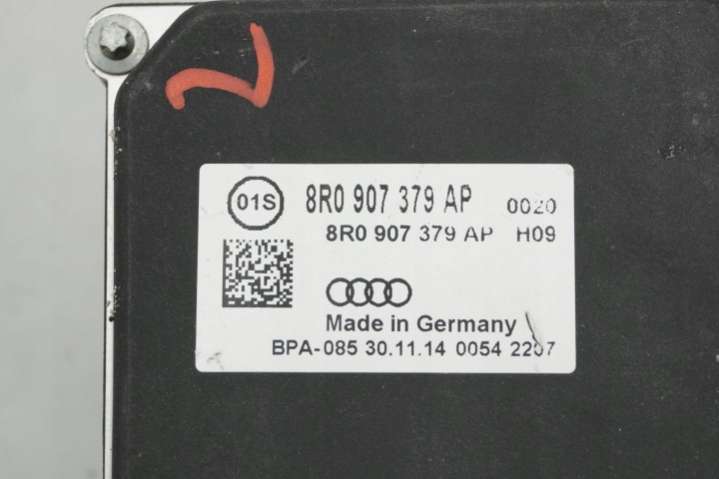 01S 8R0 907 379 AP 0020
8R0 907 379 AP H09
Made in Germany
BPA-085 30.11.14 0054 2207